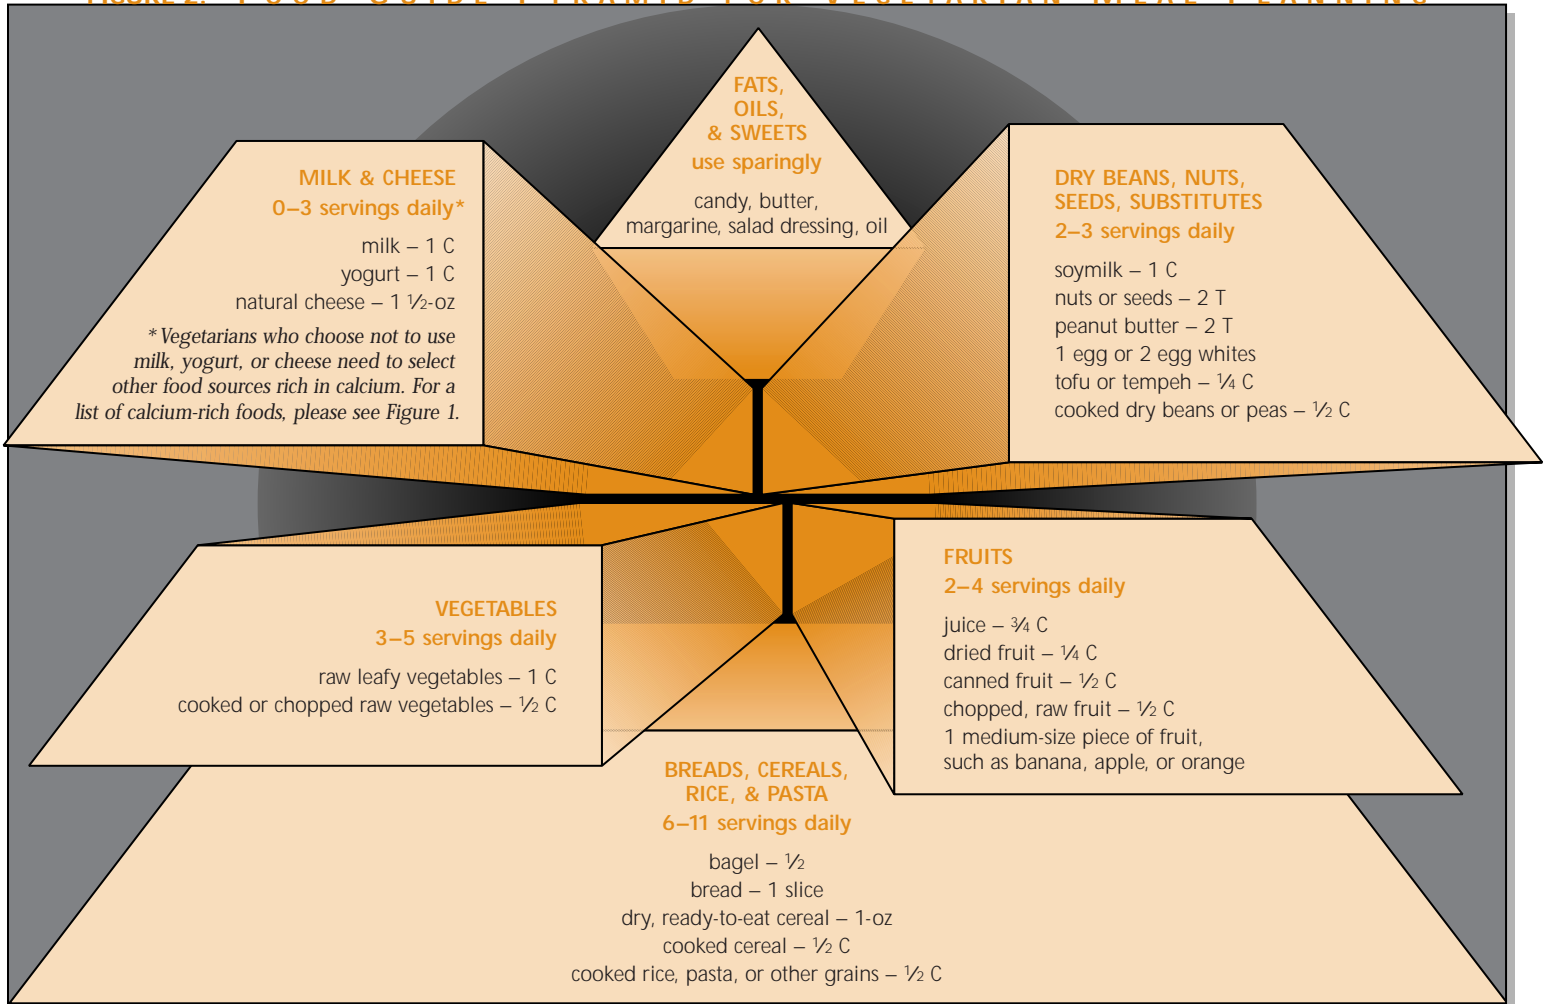 FIGURE 2: FOOD GUIDE PYRAMID FOR VEGETARIAN MEAL PLANNING
FATS,
OILS,
& SWEETS
use sparingly
candy, butter,
margarine, salad dressing, oil
MILK & CHEESE
0–3 servings daily*
milk – 1 C
yogurt – 1 C
natural cheese – 1 ½-oz
* Vegetarians who choose not to use
milk, yogurt, or cheese need to select
other food sources rich in calcium. For a
list of calcium-rich foods, please see Figure 1.
DRY BEANS, NUTS,
SEEDS, SUBSTITUTES
2–3 servings daily
soymilk – 1 C
nuts or seeds – 2 T
peanut butter – 2 T
1 egg or 2 egg whites
tofu or tempeh – ¼ C
cooked dry beans or peas – ½ C
VEGETABLES
3–5 servings daily
raw leafy vegetables – 1 C
cooked or chopped raw vegetables – ½ C
FRUITS
2–4 servings daily
juice – ¾ C
dried fruit – ¼ C
canned fruit – ½ C
chopped, raw fruit – ½ C
1 medium-size piece of fruit,
such as banana, apple, or orange
BREADS, CEREALS,
RICE, & PASTA
6–11 servings daily
bagel – ½
bread – 1 slice
dry, ready-to-eat cereal – 1-oz
cooked cereal – ½ C
cooked rice, pasta, or other grains – ½ C